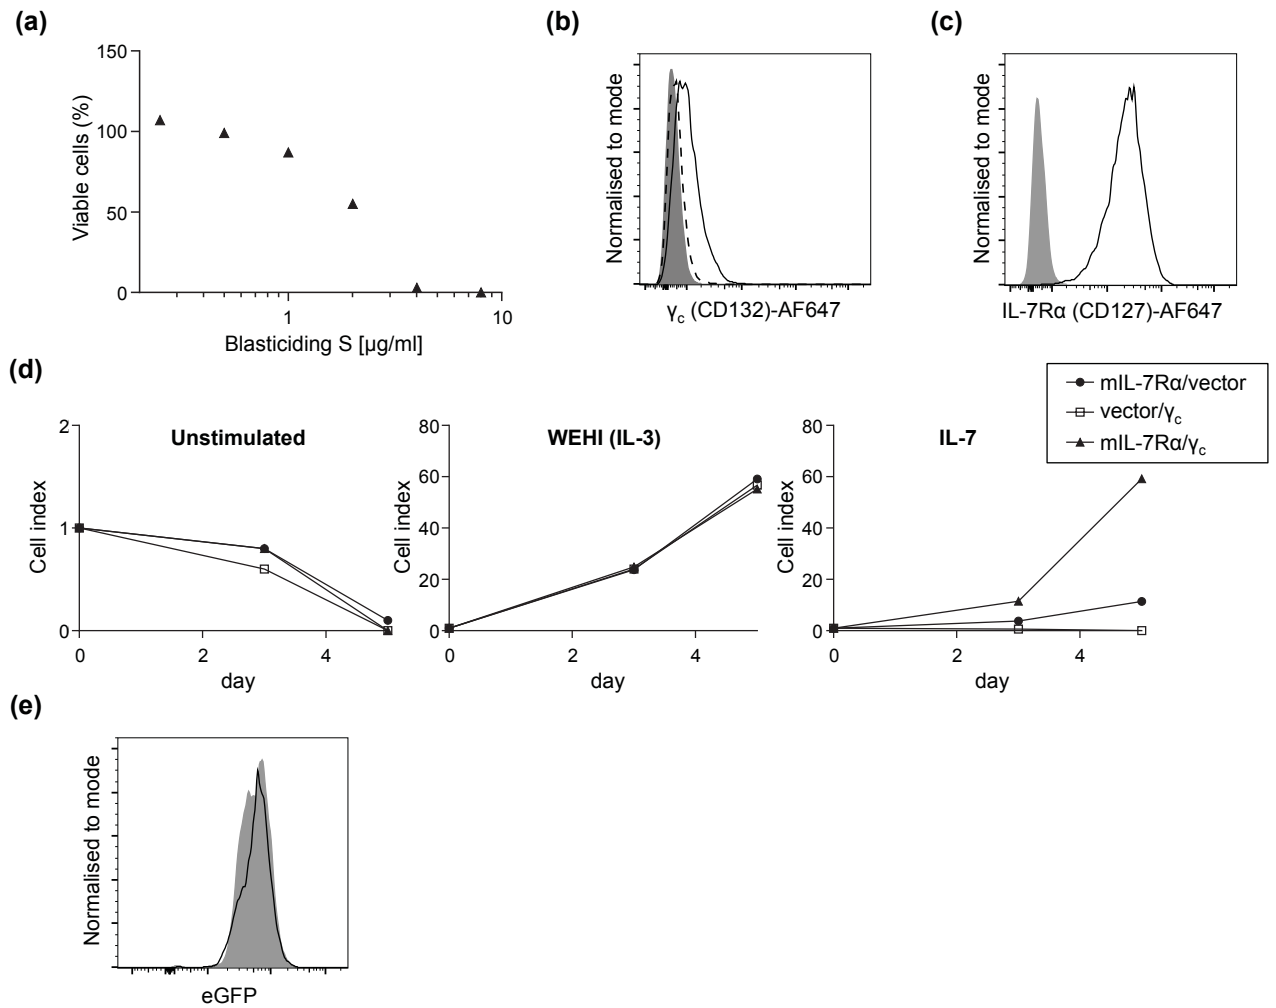 (a)
(b)
(c)
150
100
50
0
Viable cells (%)
1
10
Blasticiding S [µg/ml]
Normalised to mode
γc (CD132)-AF647
Normalised to mode
IL-7Rα (CD127)-AF647
(d)
mIL-7Rα/vector
vector/γc
mIL-7Rα/γc
Unstimulated
2
1
0
Cell index
0
2
4
day
WEHI (IL-3)
80
60
40
20
0
Cell index
0
2
4
day
IL-7
80
60
40
20
0
Cell index
0
2
4
day
(e)
Normalised to mode
eGFP